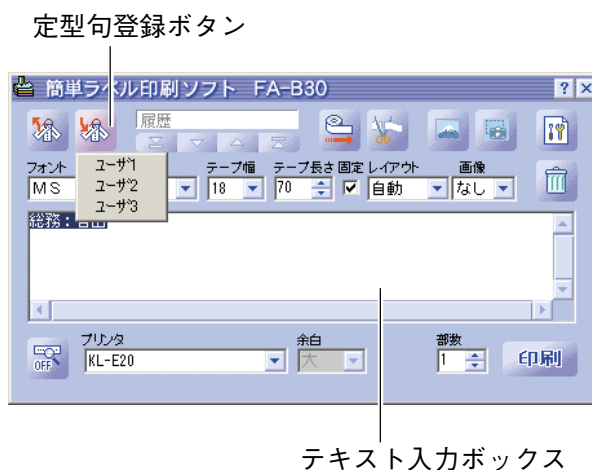 定型句登録ボタン
簡単ラベル印刷ソフト FA-B30
履歴
フォント テープ幅 テープ長さ 固定 レイアウト 画像
MS 18 70 自動 なし
ユーザ1
ユーザ2
ユーザ3
総務:吉田
プリンタ 余白 部数
OFF KL-E20 大 1 印刷
テキスト入力ボックス